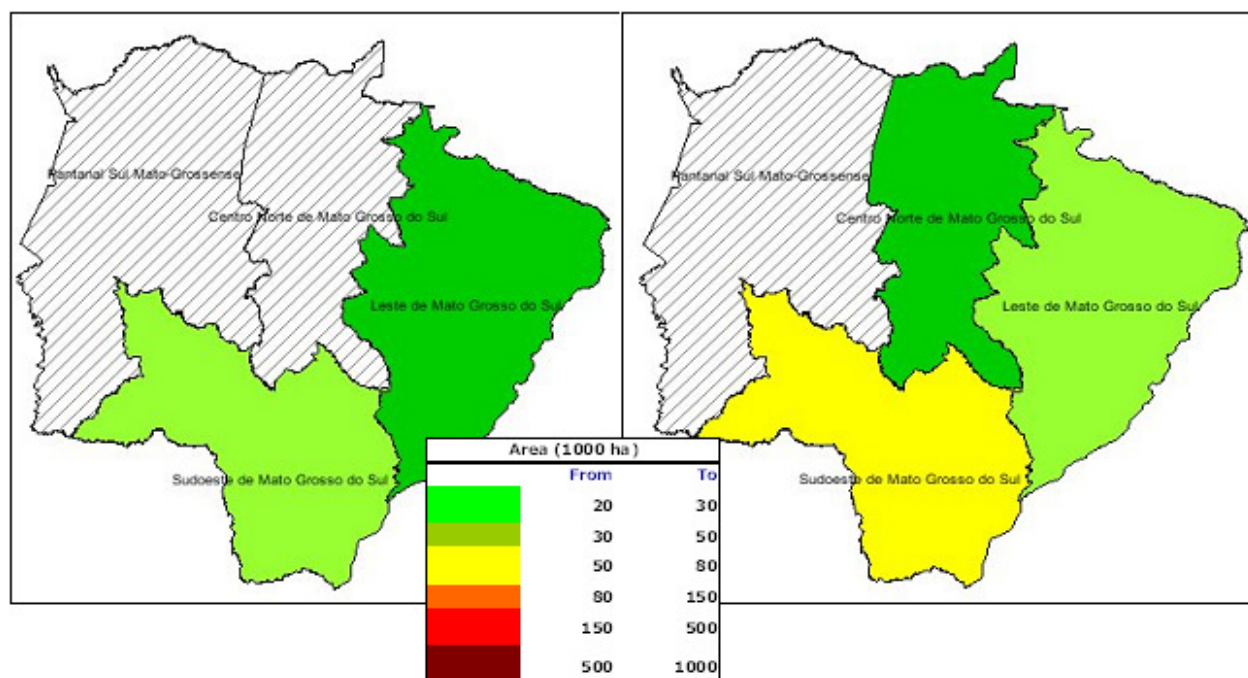 Pantanal Sul Mato-Grossense
Centro Norte de Mato Grosso do Sul
Leste de Mato Grosso do Sul
Sudoeste de Mato Grosso do Sul
Pantanal Sul Mato-Grossense
Centro Norte de Mato Grosso do Sul
Leste de Mato Grosso do Sul
Sudoeste de Mato Grosso do Sul
Area (1000 ha)
From To
20 30
30 50
50 80
80 150
150 500
500 1000